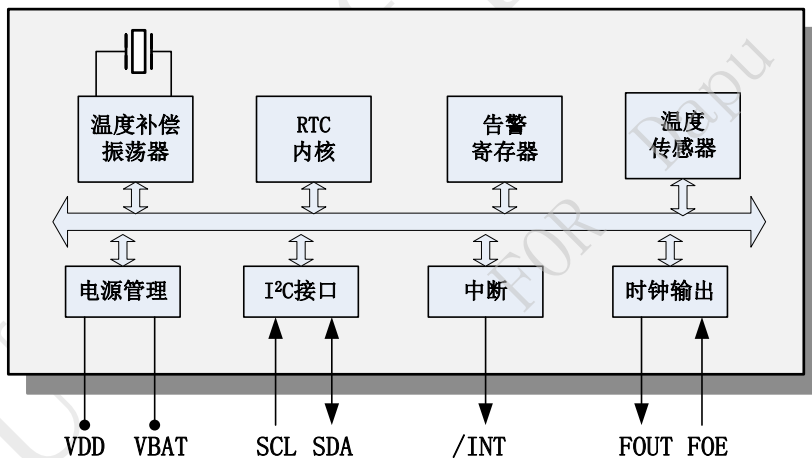 温度补偿
振荡器
RTC
内核
告警
寄存器
温度
传感器
电源管理
I²C接口
中断
时钟输出
VDD VBAT SCL SDA /INT FOUT FOE
FOR Dapu